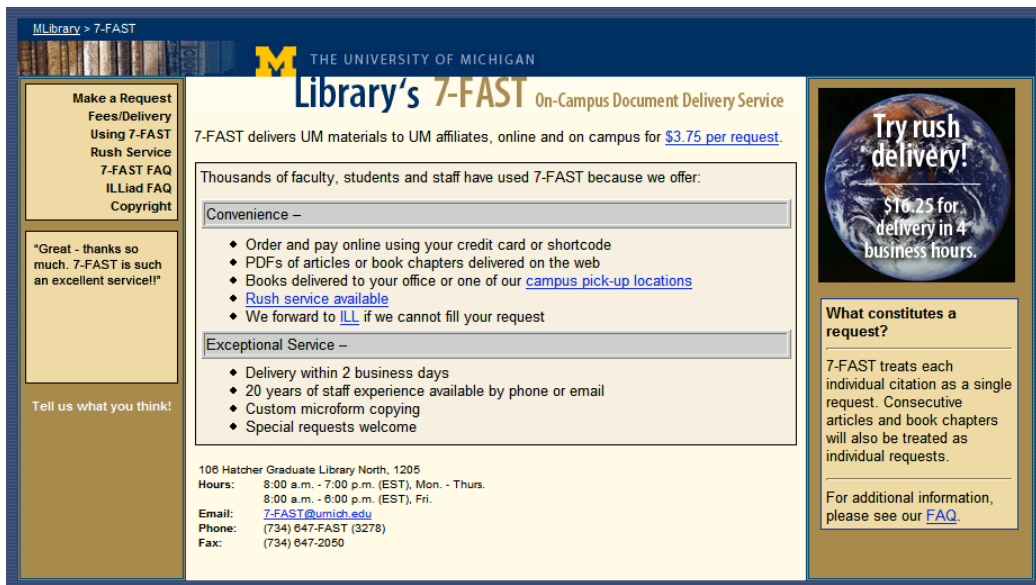 MLibrary > 7-FAST
THE UNIVERSITY OF MICHIGAN
Library's 7-FAST On-Campus Document Delivery Service
Make a Request
Fees/Delivery
Using 7-FAST
Rush Service
7-FAST FAQ
ILLiad FAQ
Copyright
"Great - thanks so
much. 7-FAST is such
an excellent service!!"
Tell us what you think!
7-FAST delivers UM materials to UM affiliates, online and on campus for $3.75 per request.
Thousands of faculty, students and staff have used 7-FAST because we offer:
Convenience –
Order and pay online using your credit card or shortcode
PDFs of articles or book chapters delivered on the web
Books delivered to your office or one of our campus pick-up locations
Rush service available
We forward to ILL if we cannot fill your request
Exceptional Service –
Delivery within 2 business days
20 years of staff experience available by phone or email
Custom microform copying
Special requests welcome
106 Hatcher Graduate Library North, 1205
Hours: 8:00 a.m. - 7:00 p.m. (EST), Mon. - Thurs.
8:00 a.m. - 6:00 p.m. (EST), Fri.
Email: 7-FAST@umich.edu
Phone: (734) 647-FAST (3278)
Fax: (734) 647-2050
Try rush
delivery!
$16.25 for
delivery in 4
business hours.
What constitutes a
request?
7-FAST treats each
individual citation as a single
request. Consecutive
articles and book chapters
will also be treated as
individual requests.
For additional information,
please see our FAQ.